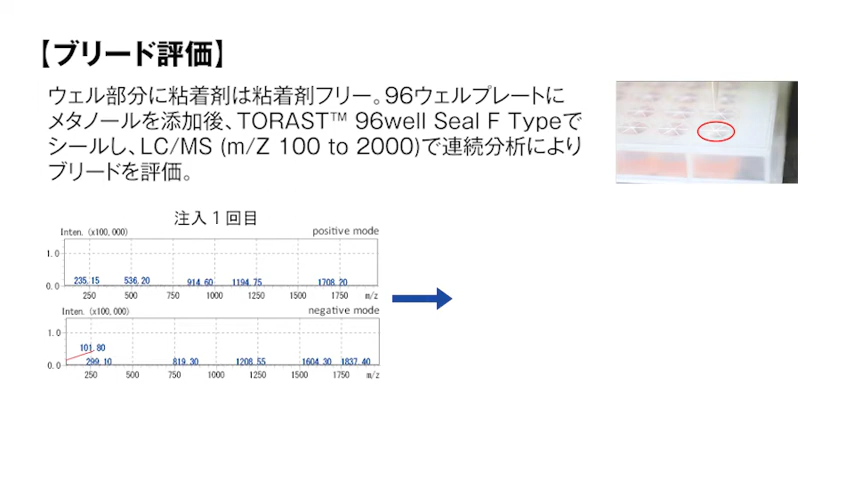 【ブリード評価】
ウェル部分に粘着剤は粘着剤フリー。96ウェルプレートに
メタノールを添加後、TORAST™ 96well Seal F Typeで
シールし、LC/MS (m/Z 100 to 2000)で連続分析により
ブリードを評価。
注入1回目
Inten. (x100,000) positive mode
1.0
235.15 536.20 914.60 1194.75 1708.20
0.0
250 500 750 1000 1250 1500 1750 m/z
Inten. (x100,000) negative mode
1.0
101.80
299.10 819.30 1208.55 1604.30 1837.40
0.0
250 500 750 1000 1250 1500 1750 m/z